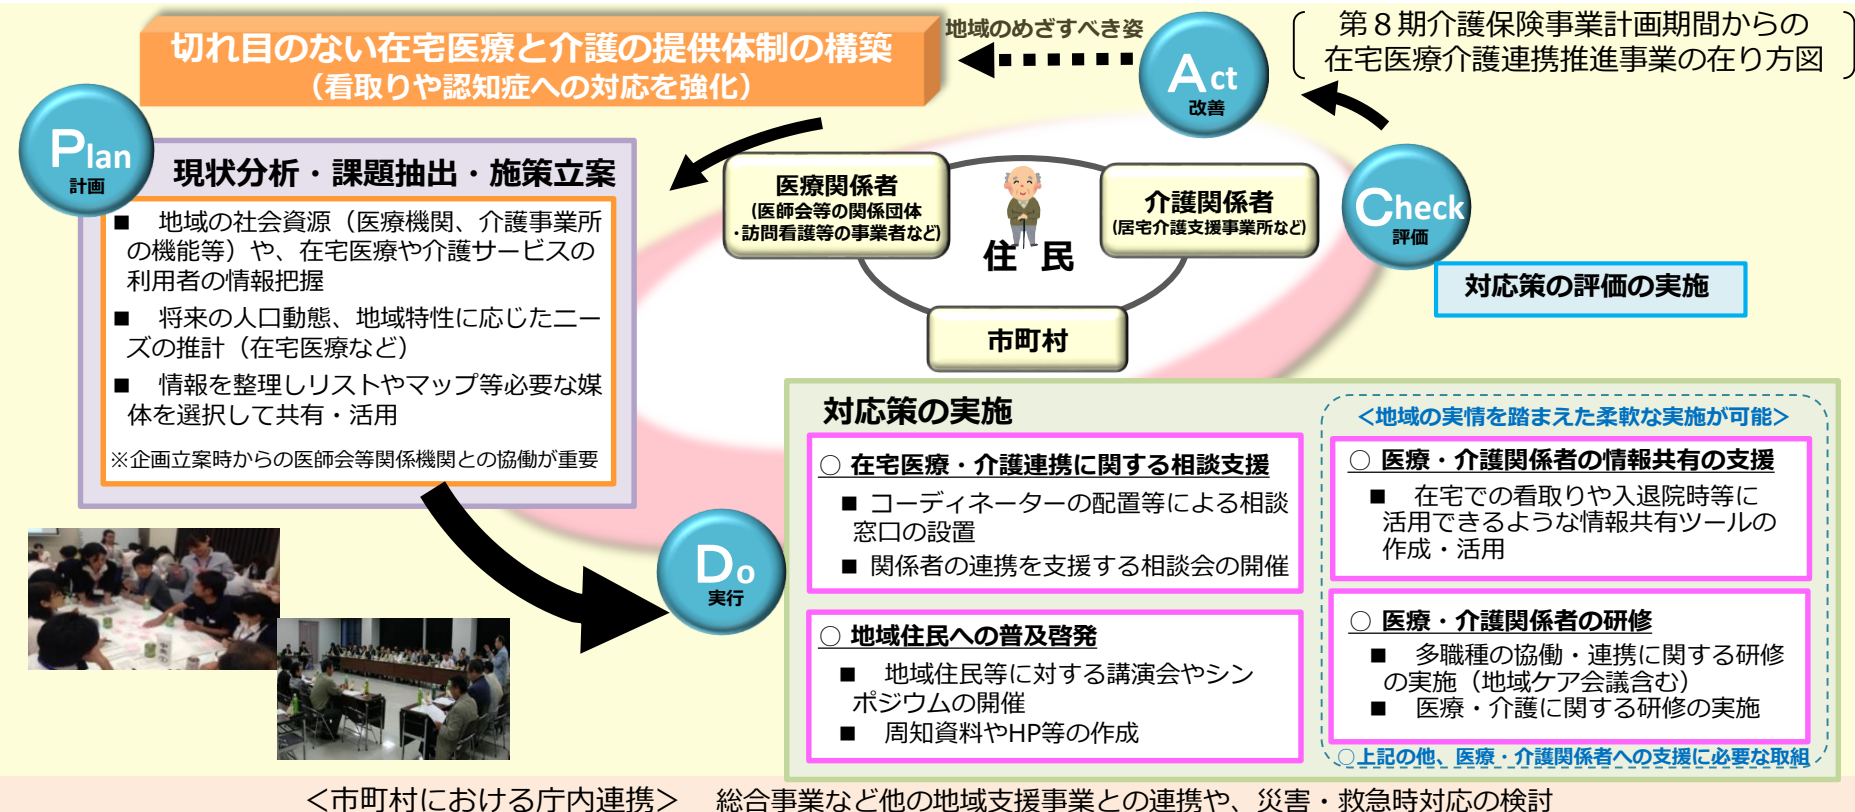 切れ目のない在宅医療と介護の提供体制の構築
（看取りや認知症への対応を強化）
地域のめざすべき姿
Act
改善
第８期介護保険事業計画期間からの
在宅医療介護連携推進事業の在り方図
Plan
計画
現状分析・課題抽出・施策立案
■ 地域の社会資源（医療機関、介護事業所
の機能等）や、在宅医療や介護サービスの
利用者の情報把握
■ 将来の人口動態、地域特性に応じたニー
ズの推計（在宅医療など）
■ 情報を整理しリストやマップ等必要な媒
体を選択して共有・活用
※企画立案時からの医師会等関係機関との協働が重要
医療関係者
(医師会等の関係団体
・訪問看護等の事業者など)
住 民
介護関係者
(居宅介護支援事業所など)
市町村
Check
評価
対応策の評価の実施
Do
実行
対応策の実施
○ 在宅医療・介護連携に関する相談支援
■ コーディネーターの配置等による相談
窓口の設置
■ 関係者の連携を支援する相談会の開催
○ 地域住民への普及啓発
■ 地域住民等に対する講演会やシン
ポジウムの開催
■ 周知資料やHP等の作成
＜地域の実情を踏まえた柔軟な実施が可能＞
○ 医療・介護関係者の情報共有の支援
■ 在宅での看取りや入退院時等に
活用できるような情報共有ツールの
作成・活用
○ 医療・介護関係者の研修
■ 多職種の協働・連携に関する研修
の実施（地域ケア会議含む）
■ 医療・介護に関する研修の実施
○上記の他、医療・介護関係者への支援に必要な取組
＜市町村における庁内連携＞ 総合事業など他の地域支援事業との連携や、災害・救急時対応の検討